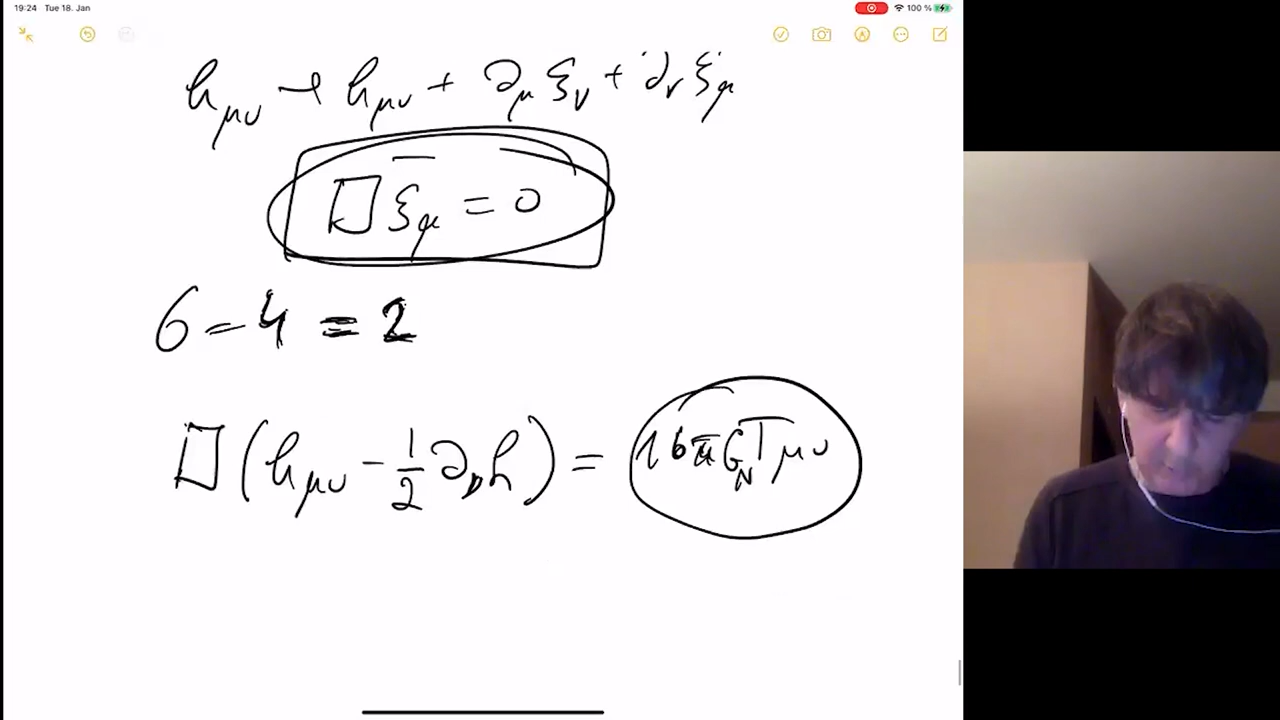 19:24 Tue 18. Jan 100 %
h_μν → h_μν + ∂_μ ξ_ν + ∂_ν ξ_μ
□ ξ_μ = 0
6 - 4 = 2
□ (h_μν - 1/2 ∂_ν h) = 16πG_N T_μν